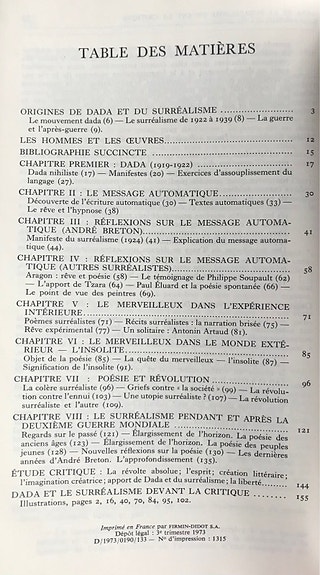 TABLE DES MATIÈRES
ORIGINES DE DADA ET DU SURRÉALISME .................... 3
Le mouvement dada (6) — Le surréalisme de 1922 à 1939 (8) — La guerre
et l'après-guerre (9).
LES HOMMES ET LES ŒUVRES.................... 12
BIBLIOGRAPHIE SUCCINCTE .................... 15
CHAPITRE PREMIER : DADA (1919-1922) .................... 17
Dada nihiliste (17) — Manifestes (20) — Exercices d'assouplissement du
langage (27).
CHAPITRE II : LE MESSAGE AUTOMATIQUE .................... 30
Découverte de l'écriture automatique (30) — Textes automatiques (33) —
Le rêve et l'hypnose (38)
CHAPITRE III : RÉFLEXIONS SUR LE MESSAGE AUTOMA-
TIQUE (ANDRÉ BRETON).................... 41
Manifeste du surréalisme (1924) (41) — Explication du message automa-
tique (44).
CHAPITRE IV : RÉFLEXIONS SUR LE MESSAGE AUTOMA-
TIQUE (AUTRES SURRÉALISTES).................... 58
Aragon : rêve et poésie (58) — Le témoignage de Philippe Soupault (62)
— L'apport de Tzara (64) — Paul Éluard et la poésie spontanée (66) —
Le point de vue des peintres (69).
CHAPITRE V : LE MERVEILLEUX DANS L'EXPÉRIENCE
INTÉRIEURE .................... 71
Poèmes surréalistes (71) — Récits surréalistes : la narration brisée (75) —
Rêve expérimental (77) — Un solitaire : Antonin Artaud (81).
CHAPITRE VI : LE MERVEILLEUX DANS LE MONDE EXTÉ-
RIEUR — L'INSOLITE .................... 85
Objet de la poésie (85) — La quête du merveilleux — l'insolite (87) —
Signification de l'insolite (91).
CHAPITRE VII : POÉSIE ET RÉVOLUTION .................... 96
La colère surréaliste (96) — Griefs contre « la société » (99) — La révolu-
tion contre l'ennui (103) — Une utopie surréaliste ? (107) — La révolution
surréaliste et l'autre (109).
CHAPITRE VIII : LE SURRÉALISME PENDANT ET APRÈS LA
DEUXIÈME GUERRE MONDIALE .................... 121
Regards sur le passé (121) — Élargissement de l'horizon. La poésie des
anciens âges (123) — Élargissement de l'horizon. La poésie des peuples
jeunes (128) — Nouvelles réflexions sur la poésie (130) — Les dernières
années d'André Breton. L'approfondissement (135).
ÉTUDE CRITIQUE : La révolte absolue; l'esprit; création littéraire;
l'imagination créatrice; apport de Dada et du surréalisme; la liberté........ 144
DADA ET LE SURRÉALISME DEVANT LA CRITIQUE ........ 155
Illustrations, pages 2, 16, 40, 70, 84, 95, 102.
Imprimé en France par FIRMIN-DIDOT S.A.
Dépôt légal : 3e trimestre 1973
D/1973/0190/133 — N° d'impression : 1315